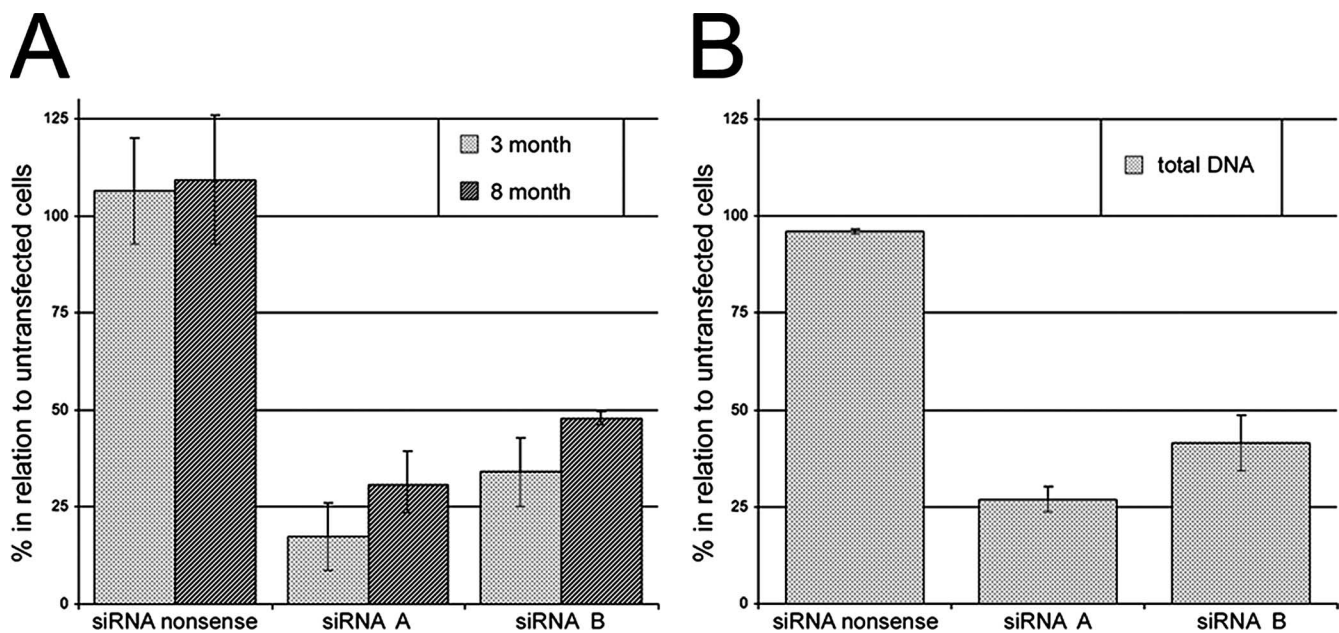 A
% in relation to untransfected cells
125
100
75
50
25
0
3 month
8 month
siRNA nonsense
siRNA A
siRNA B
B
% in relation to untransfected cells
125
100
75
50
25
0
total DNA
siRNA nonsense
siRNA A
siRNA B